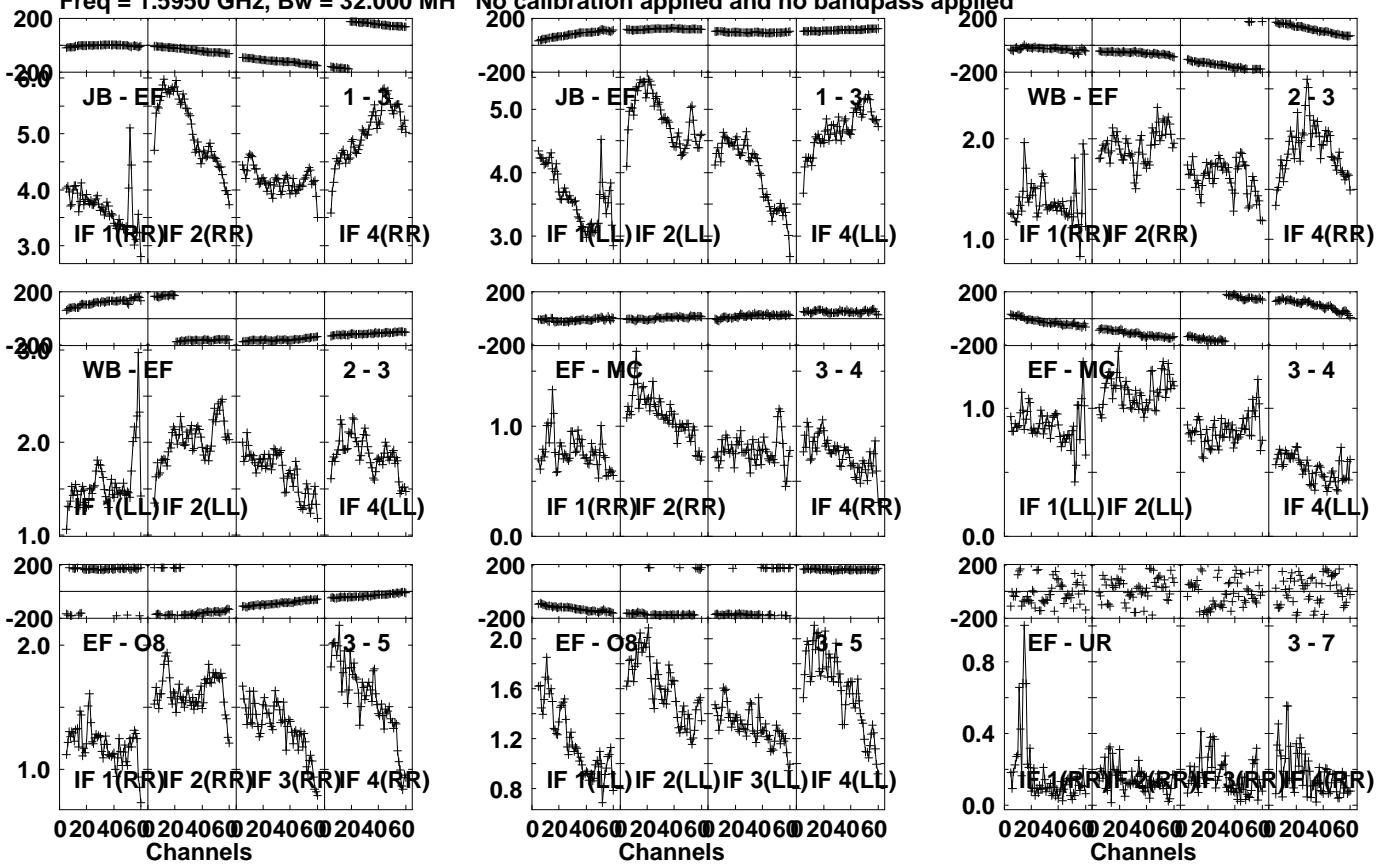 Freq = 1.5950 GHz, Bw = 32.000 MH   No calibration applied and no bandpass applied
200 200 200
-200 -200
6.0
JB - EF 1 - 3 JB - EF 1 - 3 WB - EF 2 - 3
5.0 5.0 2.0
4.0 4.0
3.0 3.0 1.0
IF 1(RR) IF 2(RR) IF 4(RR) IF 1(LL) IF 2(LL) IF 4(LL) IF 1(RR) IF 2(RR) IF 4(RR)
200 200 200
-200 -200 -200
3.0
WB - EF 2 - 3 EF - MC 3 - 4 EF - MC 3 - 4
2.0 1.0 1.0
IF 1(LL) IF 2(LL) IF 4(LL) IF 1(RR) IF 2(RR) IF 4(RR) IF 1(LL) IF 2(LL) IF 4(LL)
1.0 0.0 0.0
200 200 200
-200 -200 -200
EF - O8 3 - 5 EF - O8 3 - 5 EF - UR 3 - 7
2.0 2.0 0.8
1.6
1.2 0.4
1.0 0.8 0.0
IF 1(RR) IF 2(RR) IF 3(RR) IF 4(RR) IF 1(LL) IF 2(LL) IF 3(LL) IF 4(LL) IF 1(RR) IF 2(RR) IF 3(RR) IF 4(RR)
0 20 40 60 0 20 40 60 0 20 40 60 0 20 40 60 0 20 40 60 0 20 40 60 0 20 40 60 0 20 40 60 0 20 40 60 0 20 40 60 0 20 40 60 0 20 40 60
Channels Channels Channels